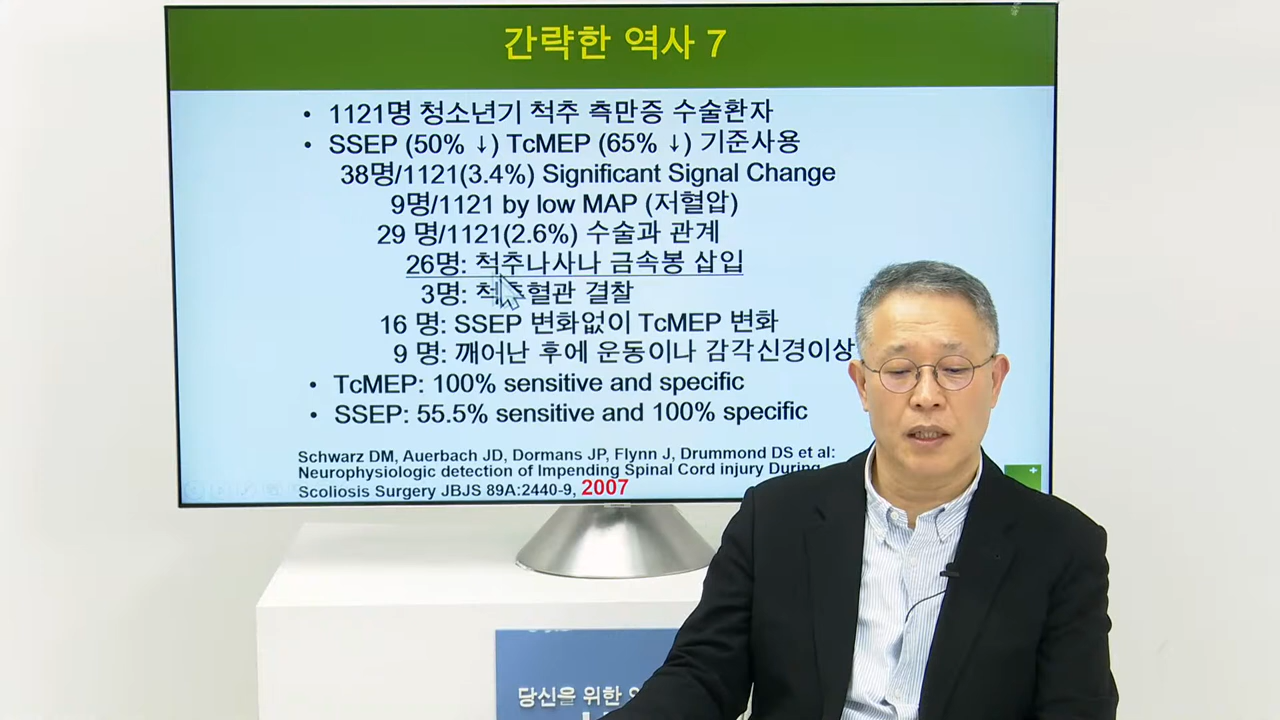 간략한 역사 7
• 1121명 청소년기 척추 측만증 수술환자
• SSEP (50% ↓) TcMEP (65% ↓) 기준사용
38명/1121(3.4%) Significant Signal Change
9명/1121 by low MAP (저혈압)
29 명/1121(2.6%) 수술과 관계
26명: 척추나사나 금속봉 삽입
3명: 척추혈관 결찰
16 명: SSEP 변화없이 TcMEP 변화
9 명: 깨어난 후에 운동이나 감각신경이상
• TcMEP: 100% sensitive and specific
• SSEP: 55.5% sensitive and 100% specific
Schwarz DM, Auerbach JD, Dormans JP, Flynn J, Drummond DS et al:
Neurophysiologic detection of Impending Spinal Cord injury During
Scoliosis Surgery JBJS 89A:2440-9, 2007
당신을 위한